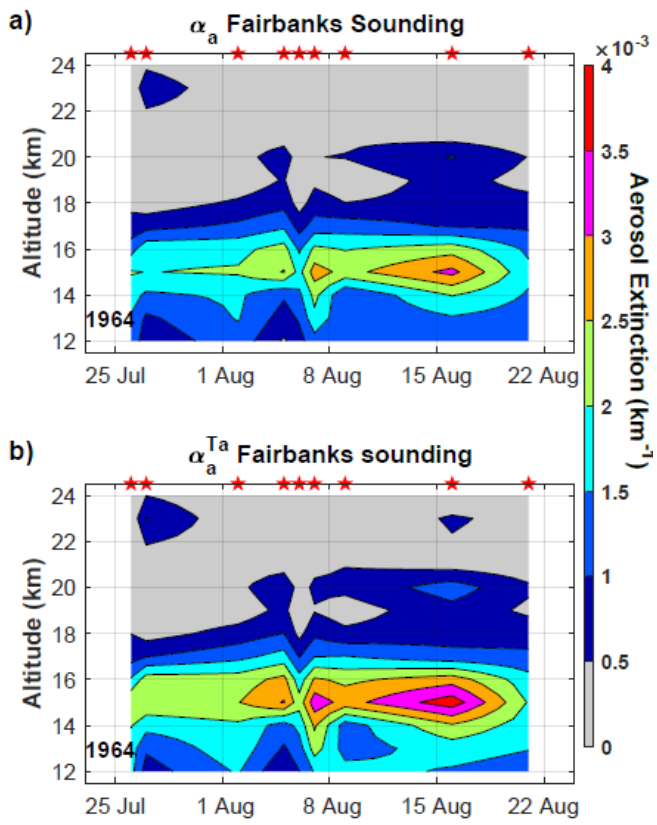 a)
αₐ Fairbanks Sounding
Altitude (km)
24
22
20
18
16
14
12
1964
25 Jul 1 Aug 8 Aug 15 Aug 22 Aug
×10⁻³
4
3.5
3
2.5
2
1.5
1
0.5
0
Aerosol Extinction (km⁻¹)
b)
αₐᵀᵃ Fairbanks sounding
Altitude (km)
24
22
20
18
16
14
12
1964
25 Jul 1 Aug 8 Aug 15 Aug 22 Aug